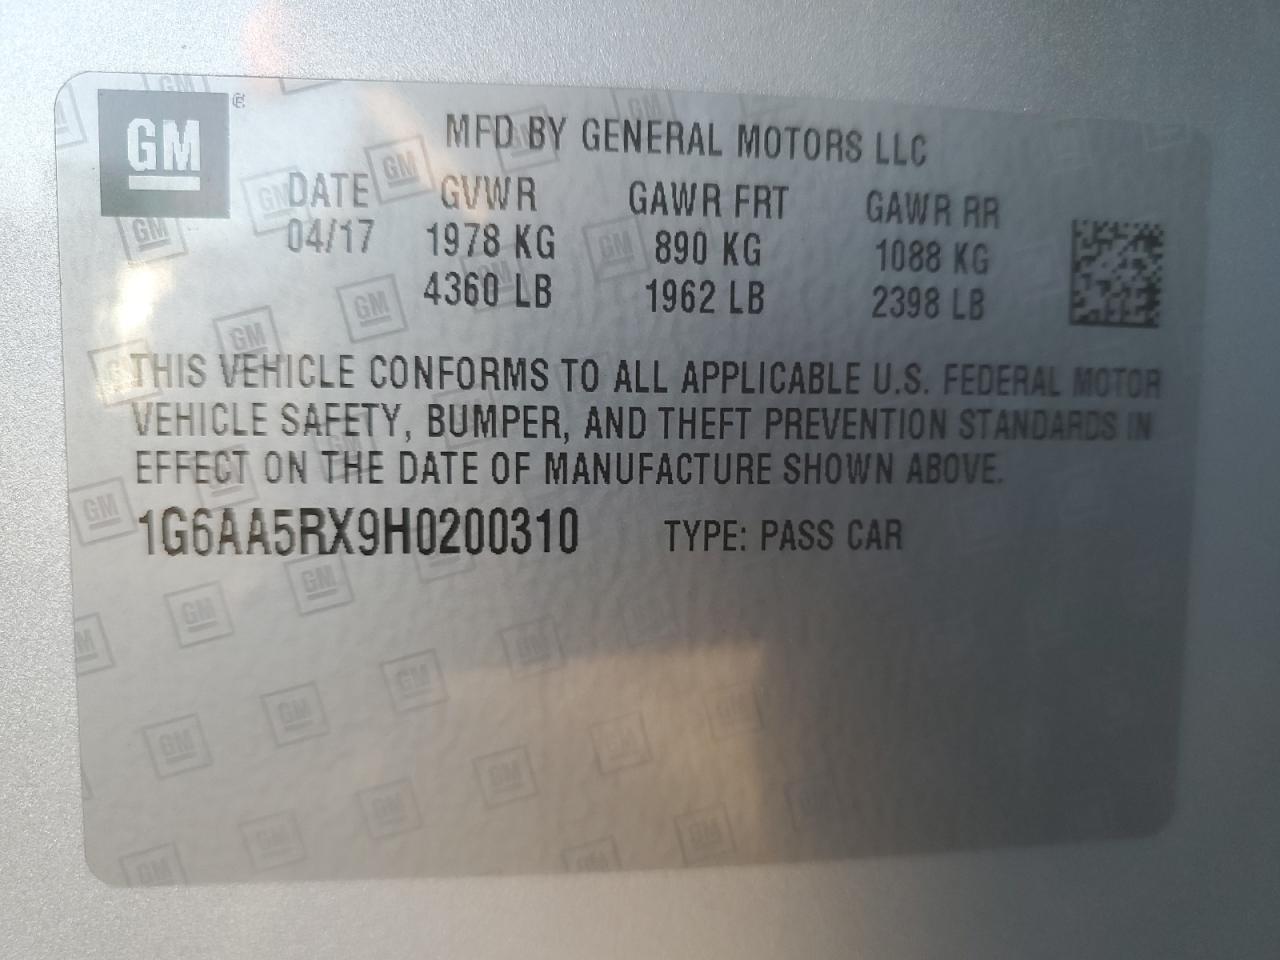 GM
MFD BY GENERAL MOTORS LLC
DATE GVWR GAWR FRT GAWR RR
04/17 1978 KG 890 KG 1088 KG
4360 LB 1962 LB 2398 LB
THIS VEHICLE CONFORMS TO ALL APPLICABLE U.S. FEDERAL MOTOR
VEHICLE SAFETY, BUMPER, AND THEFT PREVENTION STANDARDS IN
EFFECT ON THE DATE OF MANUFACTURE SHOWN ABOVE.
1G6AA5RX9H0200310 TYPE: PASS CAR